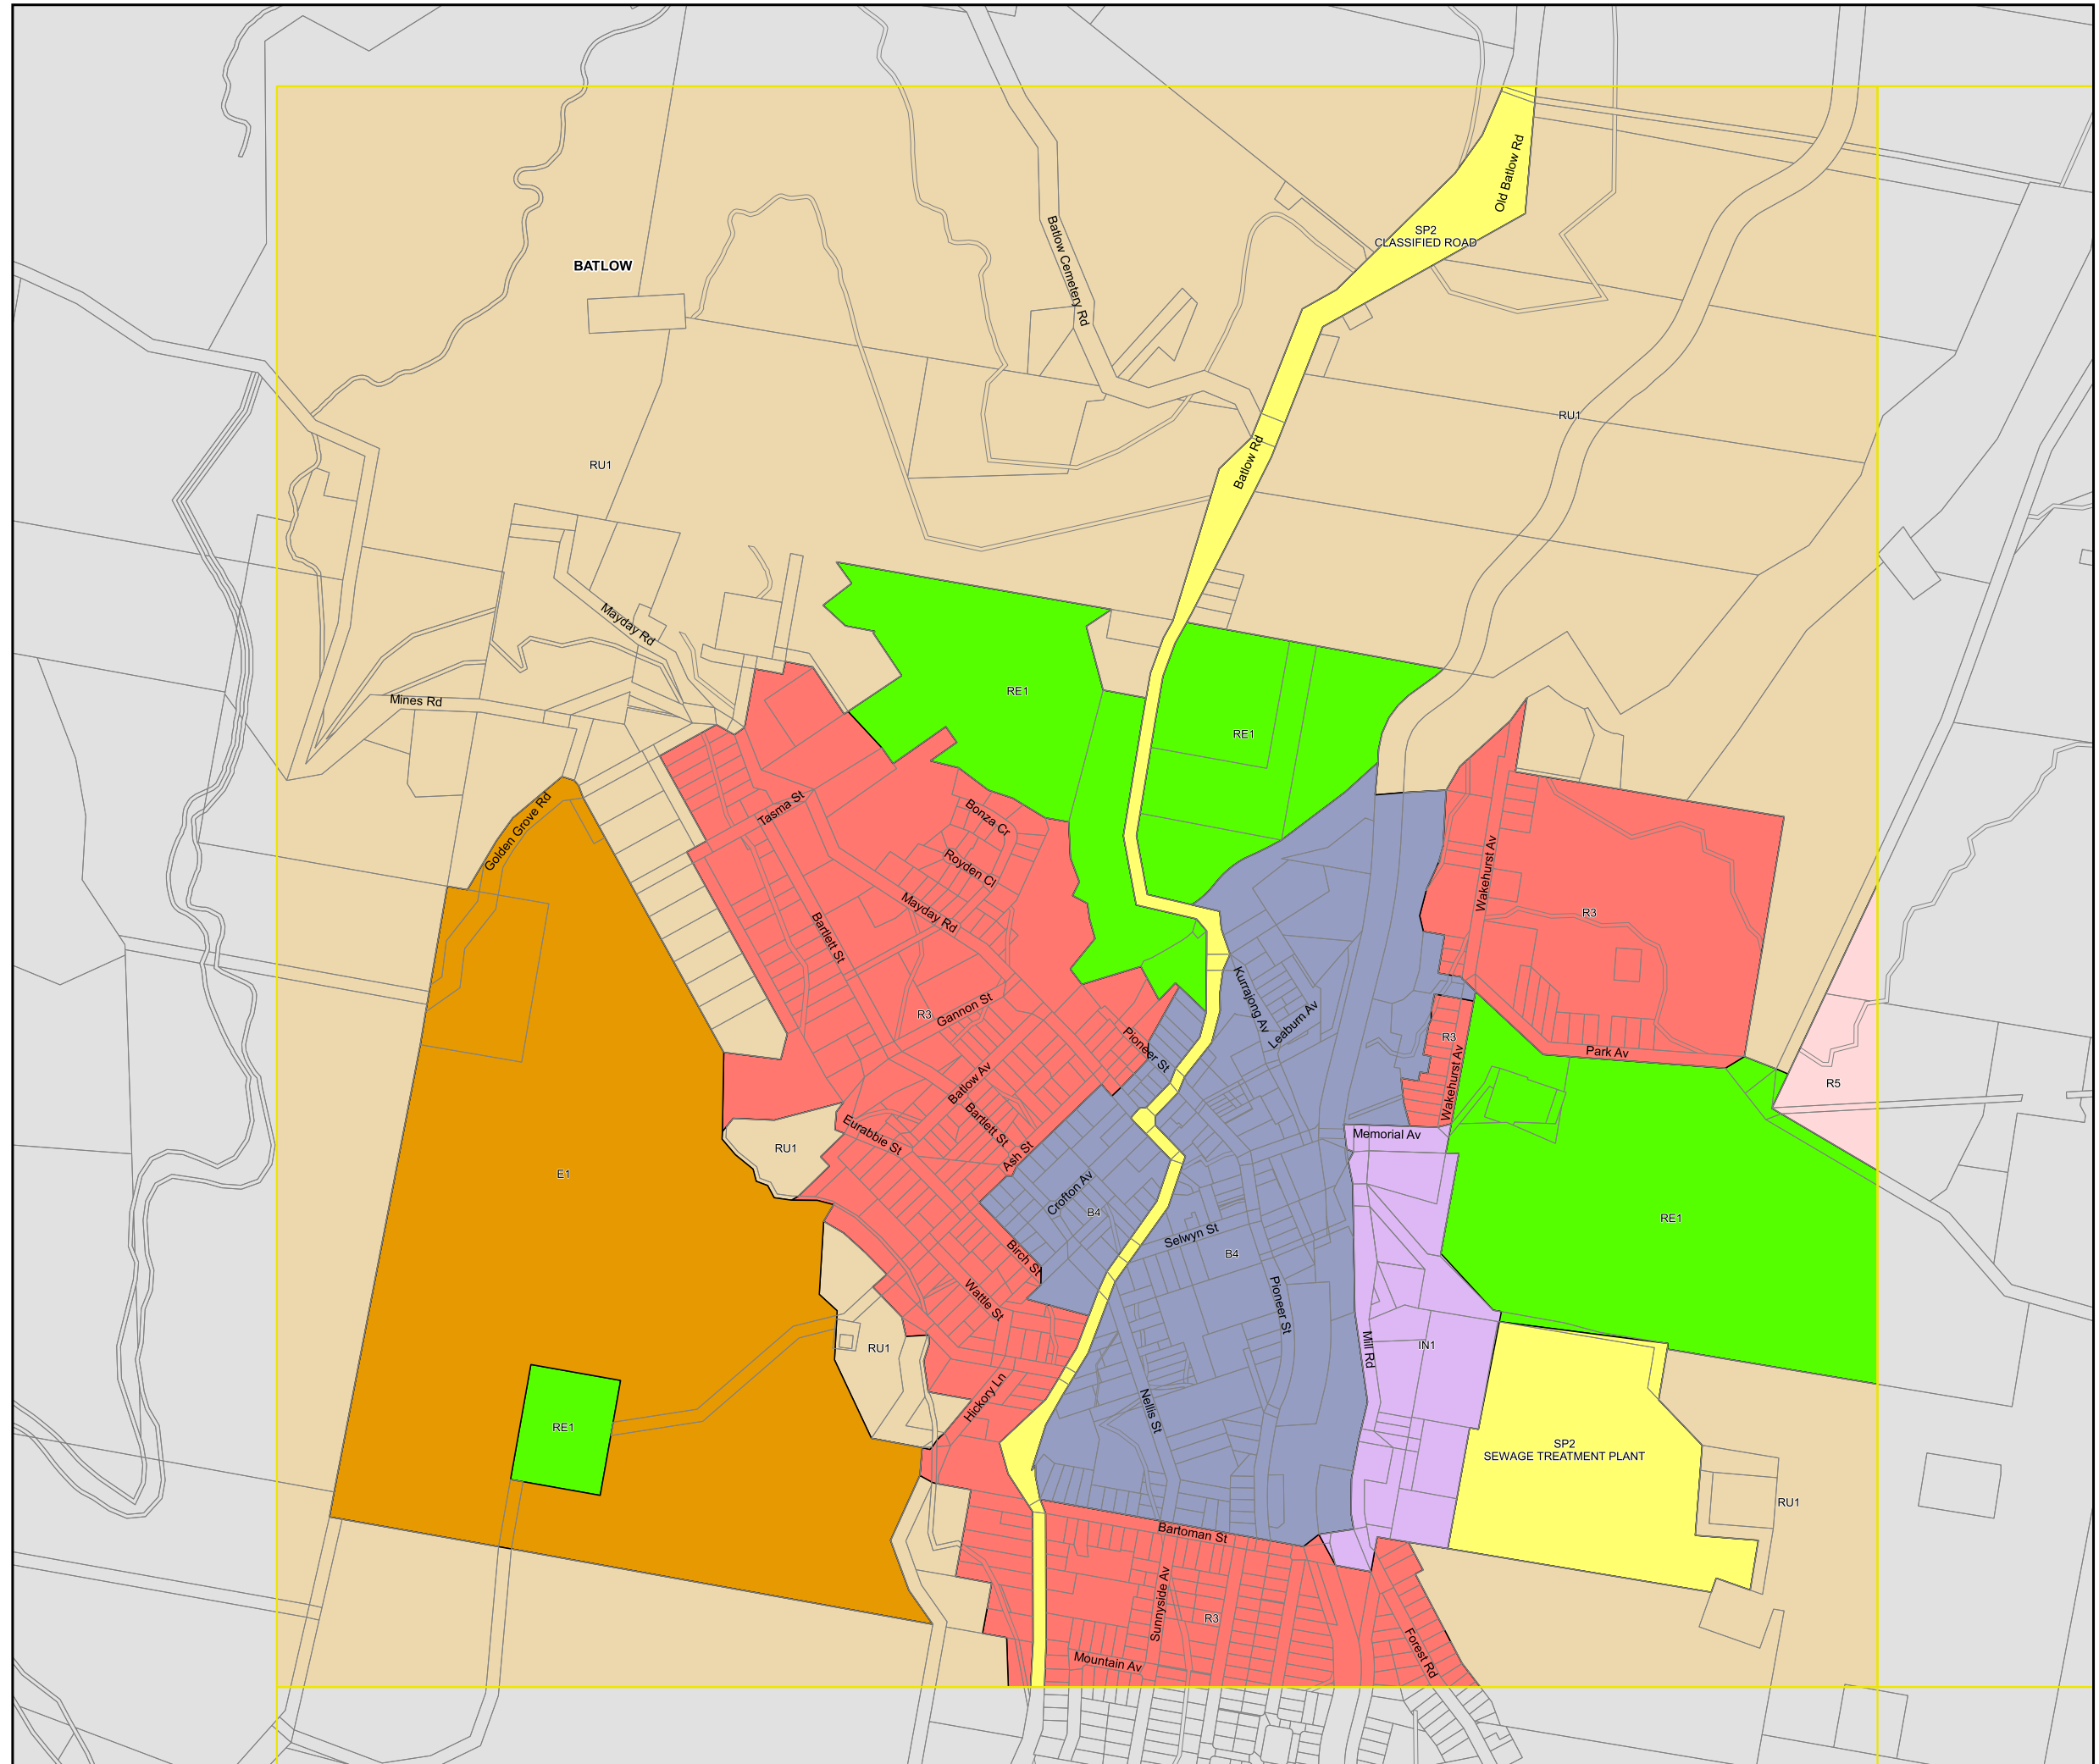 Old Batlow Rd
SP2
CLASSIFIED ROAD
BATLOW
Batlow Cemetery Rd
RU1
Batlow Rd
RU1
Mayday Rd
RE1
Mines Rd
RE1
Tasma St
Bonza Cr
Golden Grove Rd
Royden Cl
Wakehurst Av
Mayday Rd
R3
Bartlett St
Kurrajong Av
Gannon St
R3
Leaburn Av
R3
Pioneer St
Park Av
Batlow Av
Wakehurst Av
R5
Bartlett St
Eurabbie St
Memorial Av
RU1
Ash St
E1
Crofton Av
B4
RE1
Selwyn St
B4
Birch St
Wattle St
Pioneer St
RU1
Mill Rd
IN1
Hickory Ln
Nellis St
RE1
SP2
SEWAGE TREATMENT PLANT
RU1
Bartoman St
Sunnyside Av
R3
Forest Rd
Mountain Av